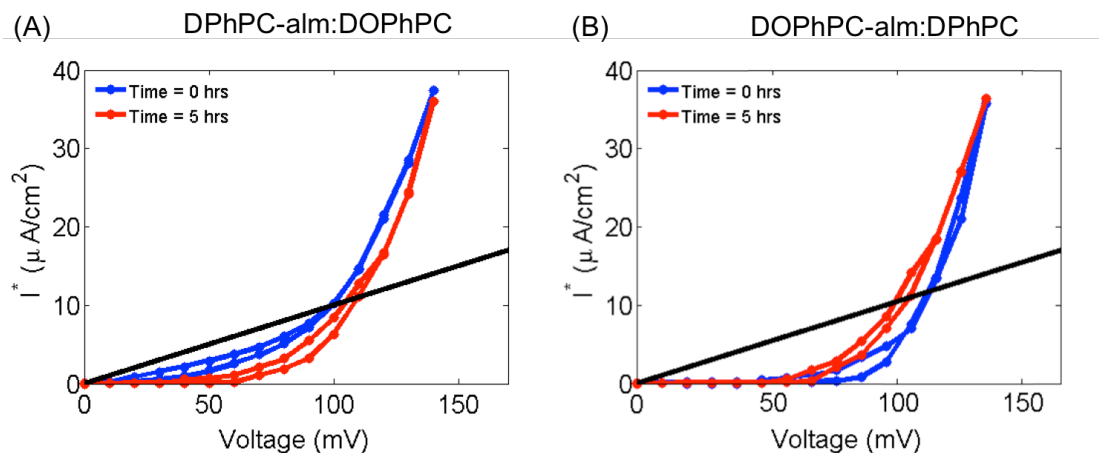 (A) DPhPC-alm:DOPhPC
40
30
20
10
0
I* (μ A/cm²)
Time = 0 hrs
Time = 5 hrs
0 50 100 150
Voltage (mV)
(B) DOPhPC-alm:DPhPC
40
30
20
10
0
I* (μ A/cm²)
Time = 0 hrs
Time = 5 hrs
0 50 100 150
Voltage (mV)